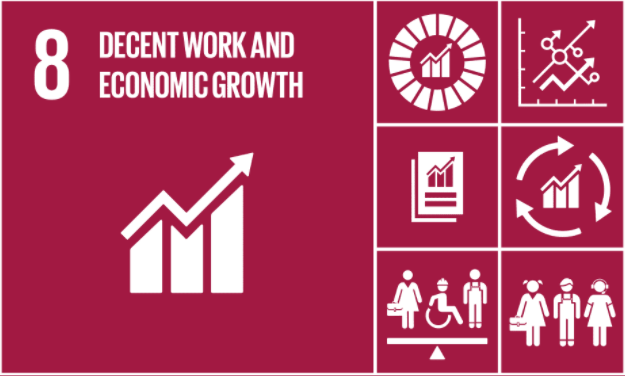 8
DECENT WORK AND
ECONOMIC GROWTH